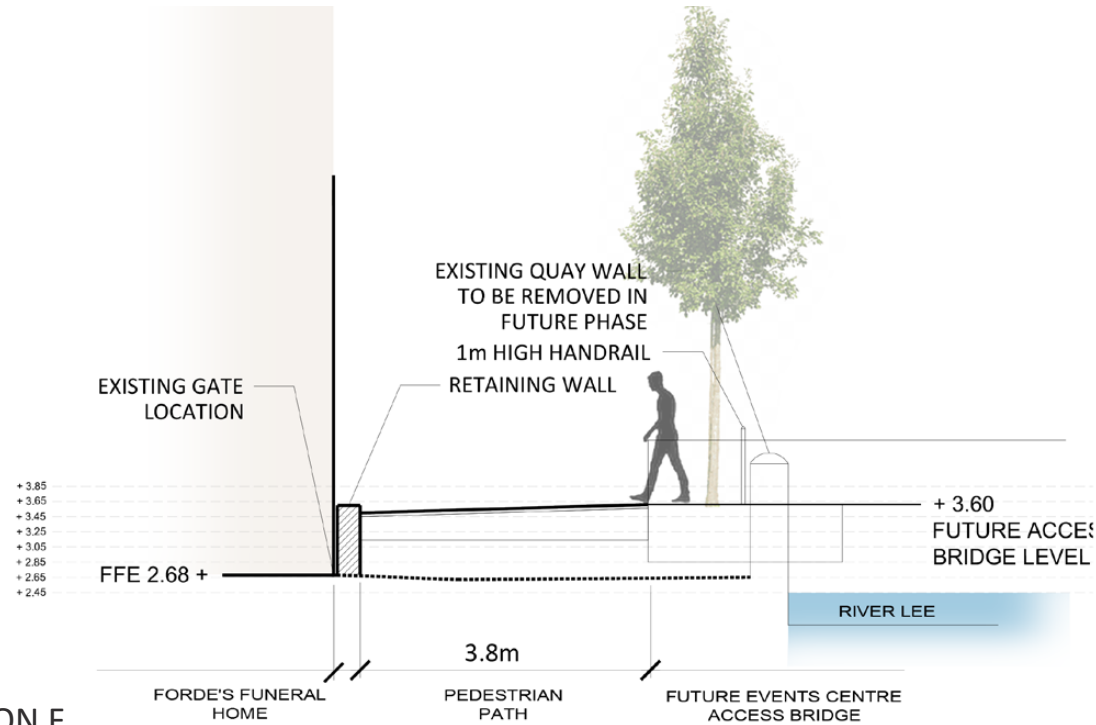 EXISTING QUAY WALL
TO BE REMOVED IN
FUTURE PHASE
1m HIGH HANDRAIL
RETAINING WALL
EXISTING GATE
LOCATION
+ 3.85
+ 3.65
+ 3.45
+ 3.25
+ 3.05
+ 2.85
+ 2.65
+ 2.45
FFE 2.68 +
+ 3.60
FUTURE ACCES
BRIDGE LEVEL
RIVER LEE
3.8m
FORDE'S FUNERAL
HOME
PEDESTRIAN
PATH
FUTURE EVENTS CENTRE
ACCESS BRIDGE
ON E